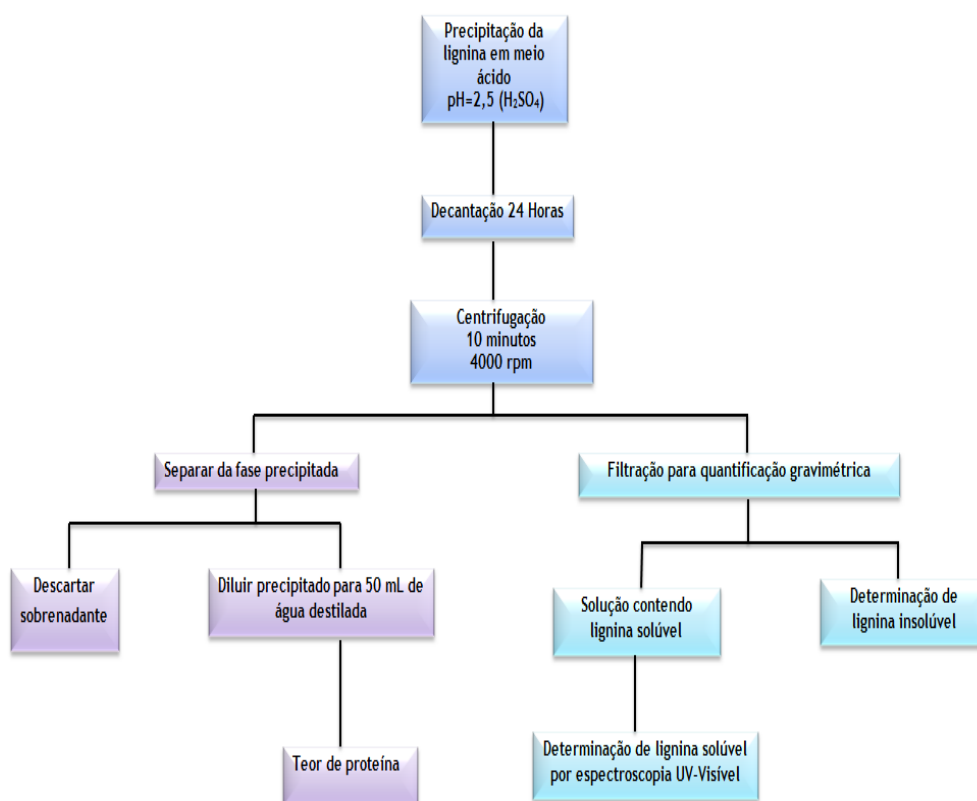 Precipitação da
lignina em meio
ácido
pH=2,5 (H₂SO₄)
Decantação 24 Horas
Centrifugação
10 minutos
4000 rpm
Separar da fase precipitada
Filtração para quantificação gravimétrica
Descartar
sobrenadante
Diluir precipitado para 50 mL de
água destilada
Solução contendo
lignina solúvel
Determinação de
lignina insolúvel
Teor de proteína
Determinação de lignina solúvel
por espectroscopia UV-Visível